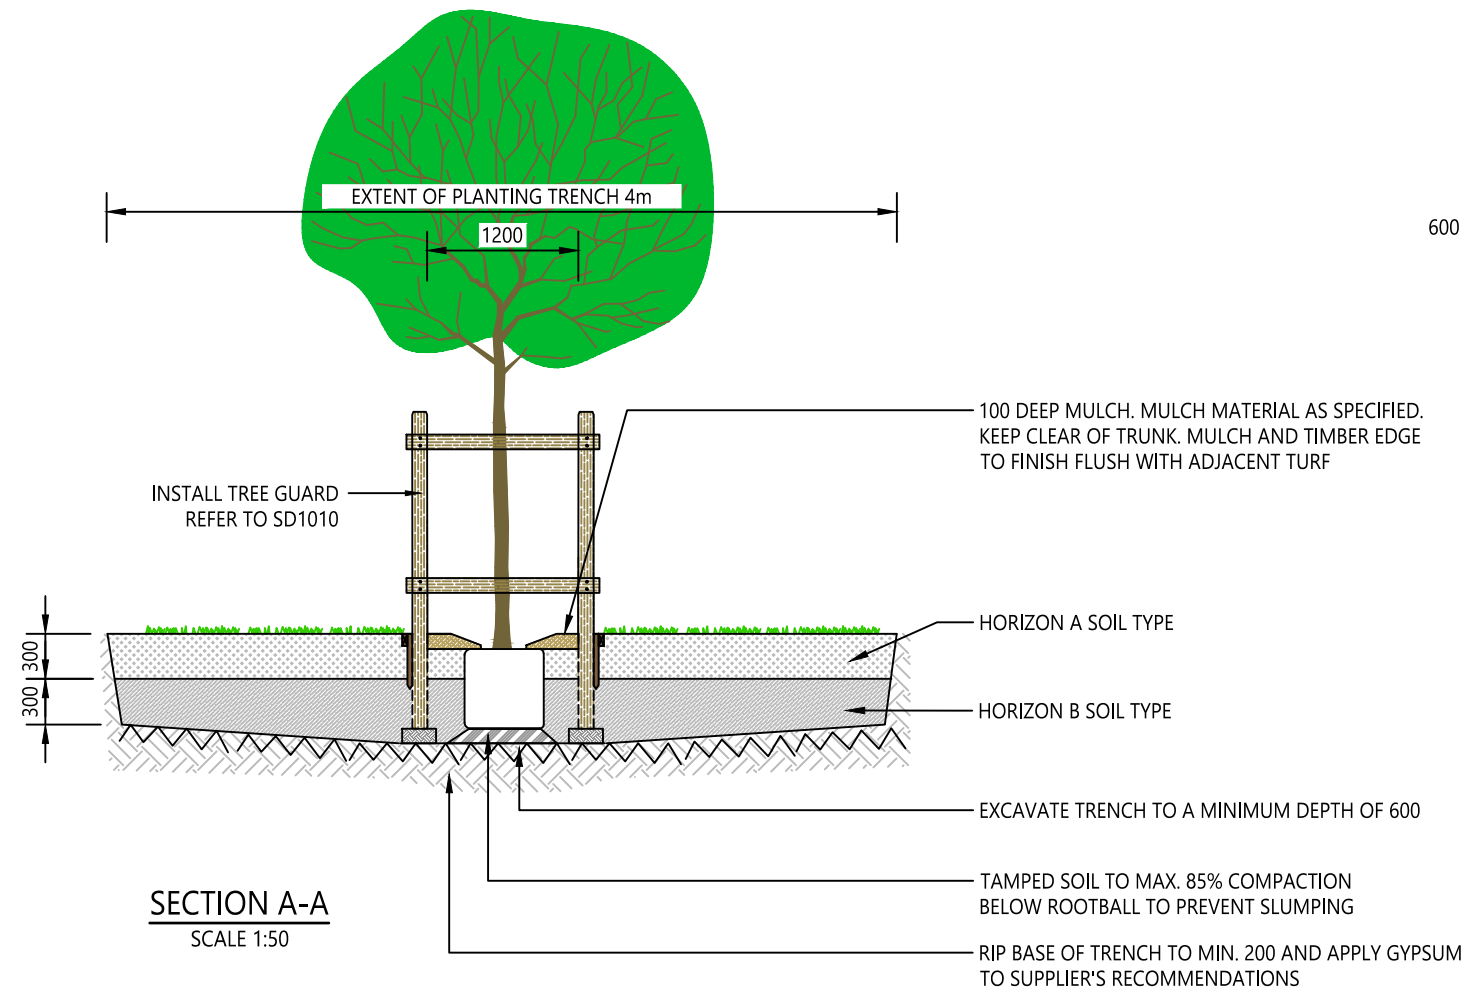 EXTENT OF PLANTING TRENCH 4m
1200
600
100 DEEP MULCH. MULCH MATERIAL AS SPECIFIED.
KEEP CLEAR OF TRUNK. MULCH AND TIMBER EDGE
TO FINISH FLUSH WITH ADJACENT TURF
INSTALL TREE GUARD
REFER TO SD1010
HORIZON A SOIL TYPE
300
300
HORIZON B SOIL TYPE
EXCAVATE TRENCH TO A MINIMUM DEPTH OF 600
TAMPED SOIL TO MAX. 85% COMPACTION
BELOW ROOTBALL TO PREVENT SLUMPING
SECTION A-A
SCALE 1:50
RIP BASE OF TRENCH TO MIN. 200 AND APPLY GYPSUM
TO SUPPLIER'S RECOMMENDATIONS